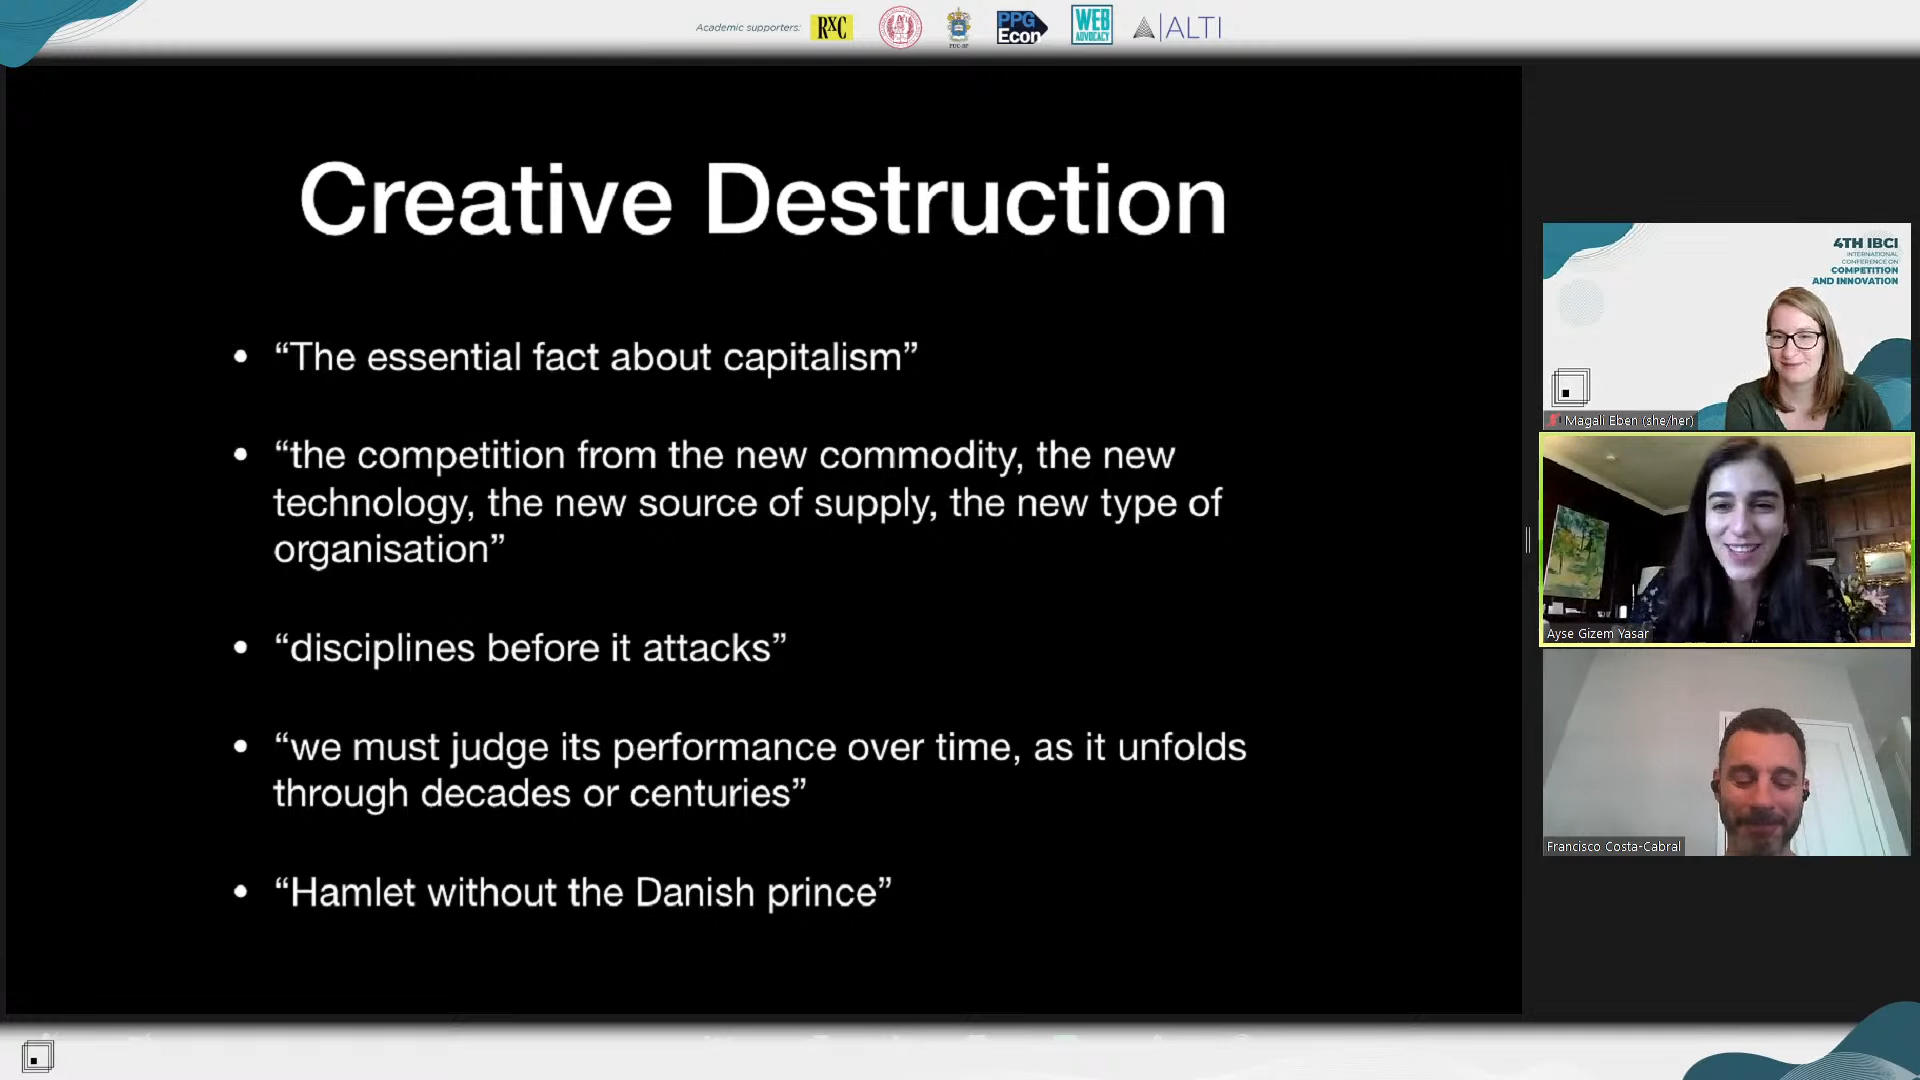 Academic supporters:
RXC
PUC-SP
PPG
Econ
WEB
ADVOCACY
ALTI
Creative Destruction
• “The essential fact about capitalism”
• “the competition from the new commodity, the new
technology, the new source of supply, the new type of
organisation”
• “disciplines before it attacks”
• “we must judge its performance over time, as it unfolds
through decades or centuries”
• “Hamlet without the Danish prince”
4TH IBCI
INTERNATIONAL
CONFERENCE ON
COMPETITION
AND INNOVATION
Magali Eben (she/her)
Ayse Gizem Yasar
Francisco Costa-Cabral